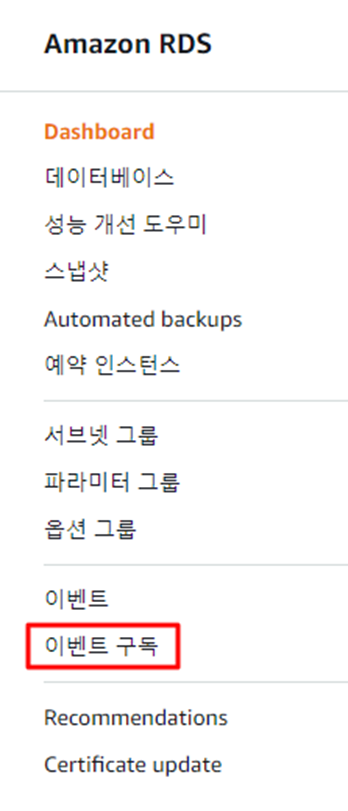 Amazon RDS
Dashboard
데이터베이스
성능 개선 도우미
스냅샷
Automated backups
예약 인스턴스
서브넷 그룹
파라미터 그룹
옵션 그룹
이벤트
이벤트 구독
Recommendations
Certificate update